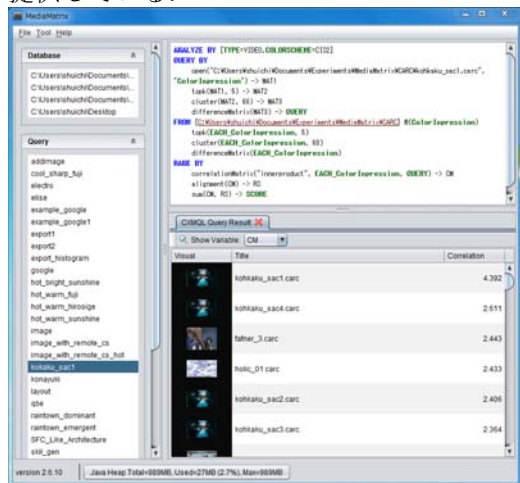 提供している.
MediaMatrix
File Tool Help
Database
C:\Users\shuichi\Documents\...
C:\Users\shuichi\Documents\...
C:\Users\shuichi\Documents\...
C:\Users\shuichi\Desktop
Query
addimage
cool_sharp_fuji
electro
elise
example_google
example_google1
export1
export2
export_histogram
google
hot_bright_sunshine
hot_warm_fuji
hot_warm_hirosige
hot_warm_sunshine
image
image_with_remote_cs
image_with_remote_cs_hot
kokaku_sac1
konayuki
layout
qbe
raintown_dominant
raintown_emergent
SFC_Like_Architecture
skil_gen
ANALYZE BY [TYPE=VIDEO,COLORSCHEME=CIS2]
QUERY BY
open("C:¥Users¥shuichi¥Documents¥Experiments¥MediaMatrix¥CARC¥kohkaku_sac1.carc",
"ColorImpression") -> MAT1
topk(MAT1, 5) -> MAT2
cluster(MAT2, 60) -> MAT3
differenceMatrix(MAT3) -> QUERY
FROM [C:¥Users¥shuichi¥Documents¥Experiments¥MediaMatrix¥CARC] #(ColorImpression)
topk(EACH_ColorImpression, 5)
cluster(EACH_ColorImpression, 60)
differenceMatrix(EACH_ColorImpression)
RANK BY
correlationMatrix("innerproduct", EACH_ColorImpression, QUERY) -> CM
alignment(CM) -> RS
sum(CM, RS) -> SCORE
CXMQL Query Result
Show Variable: CM
Visual Title Correlation
kohkaku_sac1.carc 4.392
kohkaku_sac4.carc 2.611
father_3.carc 2.443
holic_01.carc 2.433
kohkaku_sac2.carc 2.406
kohkaku_sac3.carc 2.364
version 2.6.10 Java Heap Total=989MB, Used=27MB (2.7%), Max=989MB